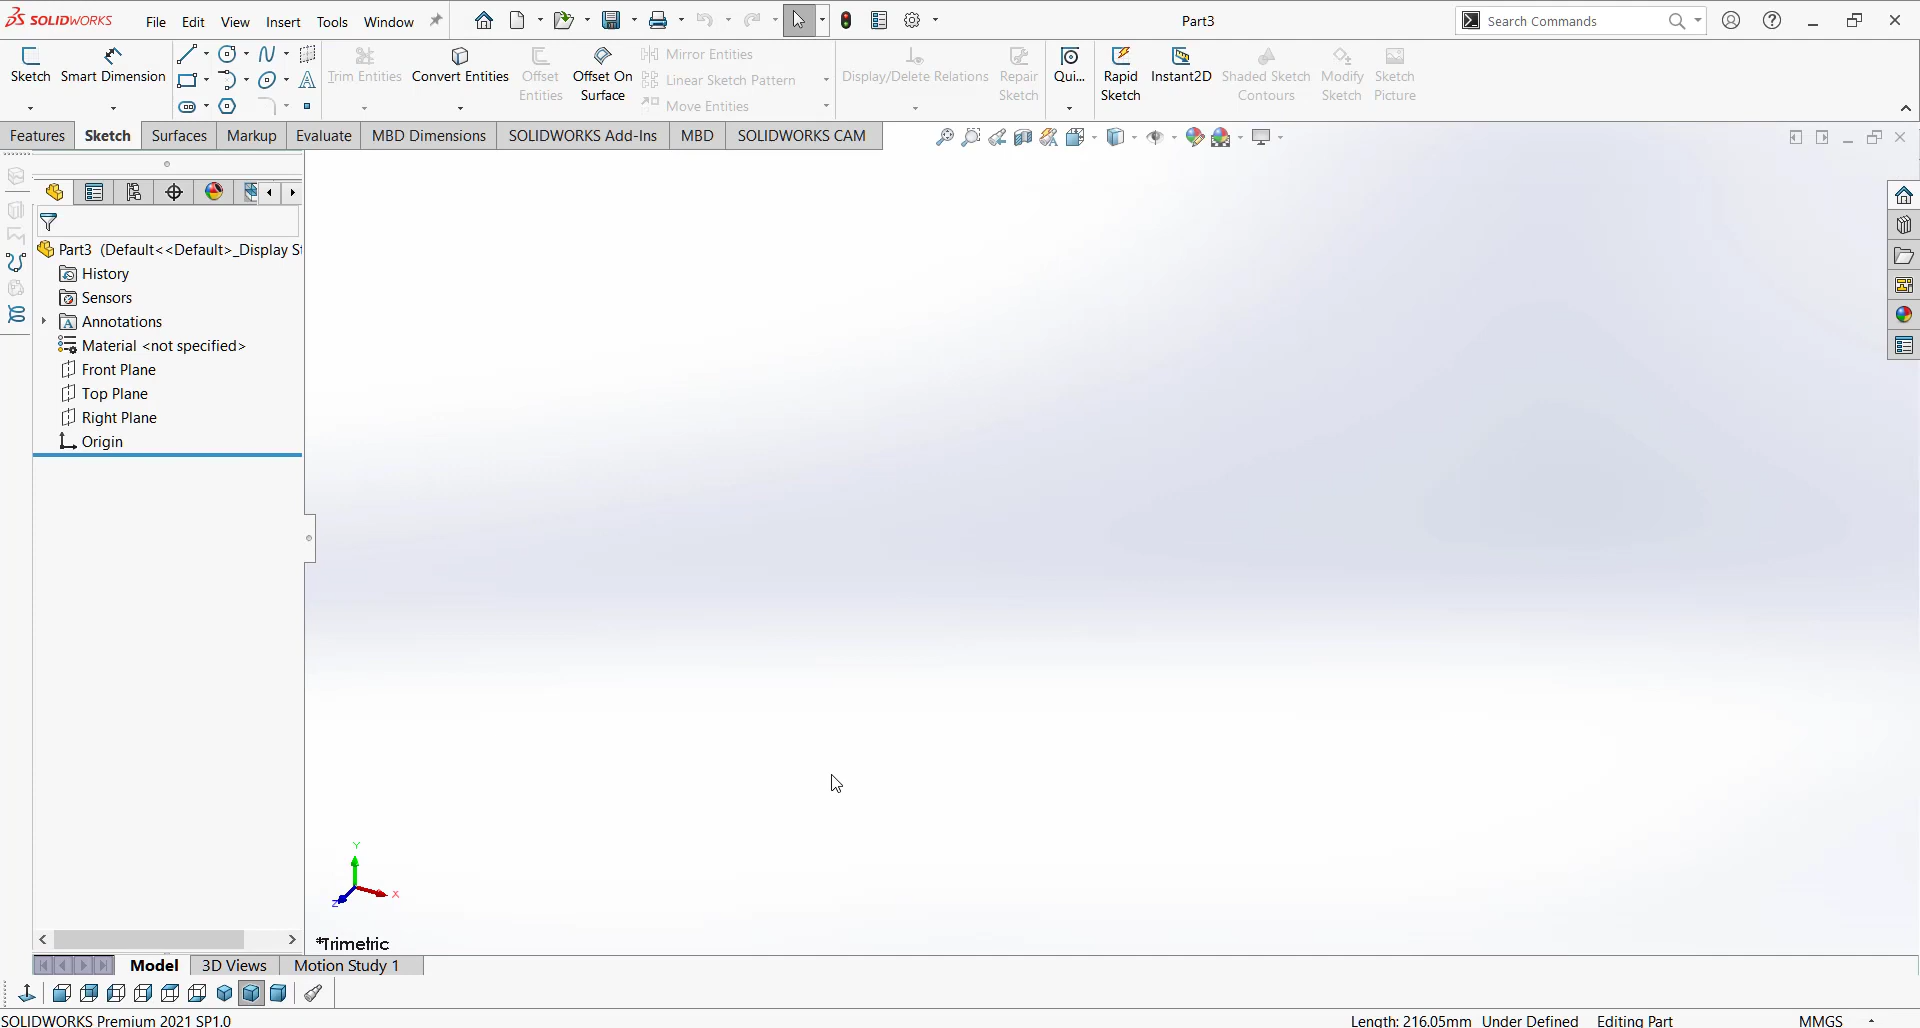 SOLIDWORKS File Edit View Insert Tools Window Part3 Search Commands
Sketch Smart Dimension Trim Entities Convert Entities Offset Entities Offset On Surface Mirror Entities Linear Sketch Pattern Move Entities Display/Delete Relations Repair Sketch Qui... Rapid Sketch Instant2D Shaded Sketch Contours Modify Sketch Sketch Picture
Features Sketch Surfaces Markup Evaluate MBD Dimensions SOLIDWORKS Add-Ins MBD SOLIDWORKS CAM
Part3 (Default<<Default>_Display St
History
Sensors
Annotations
Material <not specified>
Front Plane
Top Plane
Right Plane
Origin
Y
X
Z
*Trimetric
Model 3D Views Motion Study 1
SOLIDWORKS Premium 2021 SP1.0 Length: 216.05mm Under Defined Editing Part MMGS